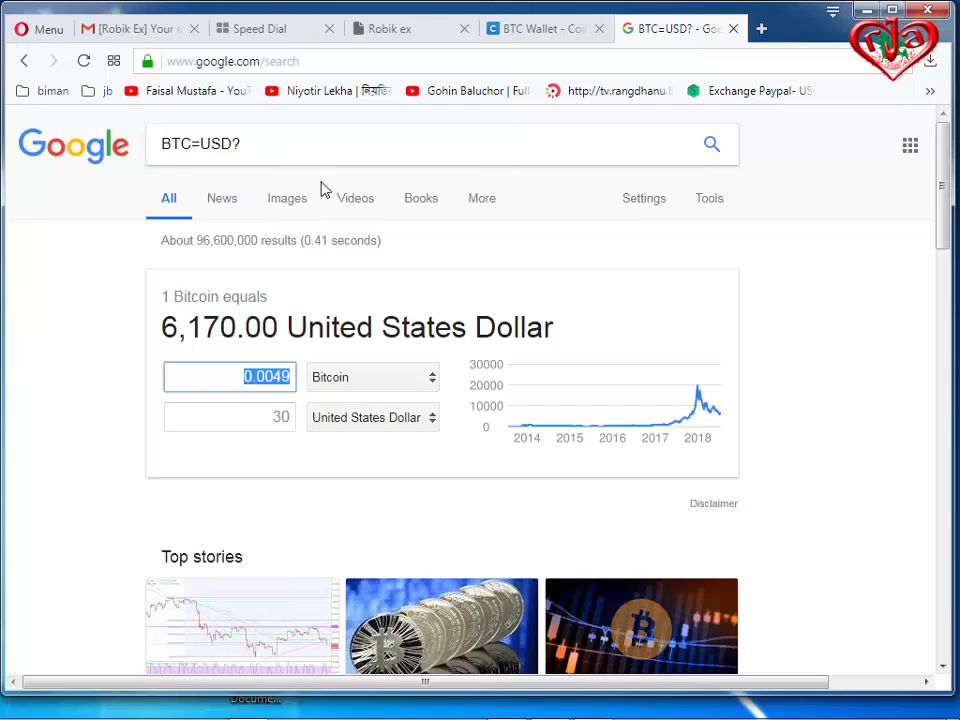 Menu
[Robik Ex] Your e
Speed Dial
Robik ex
BTC Wallet - Coi
BTC=USD? - Goo
www.google.com/search
biman
jb
Faisal Mustafa - YouT
Niyotir Lekha | নিয়তি
Gohin Baluchor | Full
http://tv.rangdhanu.l
Exchange Paypal- US
rja
Google
BTC=USD?
All
News
Images
Videos
Books
More
Settings
Tools
About 96,600,000 results (0.41 seconds)
1 Bitcoin equals
6,170.00 United States Dollar
0.0049
Bitcoin
30
United States Dollar
30000
20000
10000
0
2014 2015 2016 2017 2018
Disclaimer
Top stories
Docume...